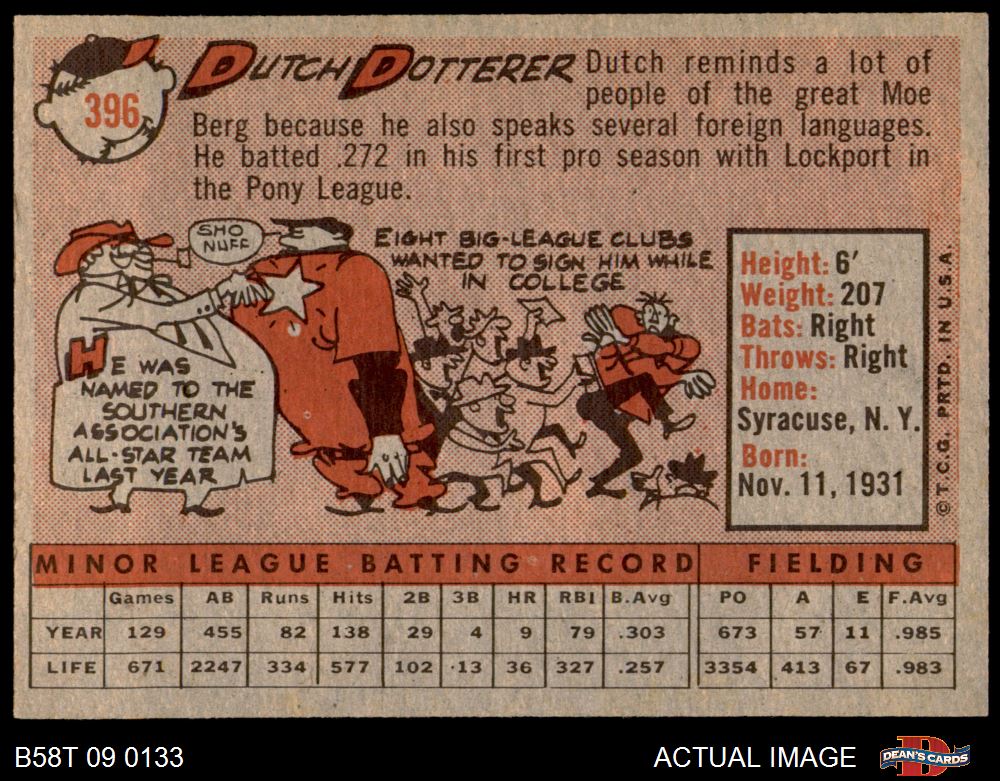 396
DUTCH DOTTERER
Dutch reminds a lot of
people of the great Moe
Berg because he also speaks several foreign languages.
He batted .272 in his first pro season with Lockport in
the Pony League.
SHO
NUFF
HE WAS
NAMED TO THE
SOUTHERN
ASSOCIATION'S
ALL-STAR TEAM
LAST YEAR
EIGHT BIG-LEAGUE CLUBS
WANTED TO SIGN HIM WHILE
IN COLLEGE
Height: 6'
Weight: 207
Bats: Right
Throws: Right
Home:
Syracuse, N. Y.
Born:
Nov. 11, 1931
© T.C.G. PRTD. IN U.S.A.
MINOR LEAGUE BATTING RECORD FIELDING
Games AB Runs Hits 2B 3B HR RBI B.Avg PO A E F.Avg
YEAR 129 455 82 138 29 4 9 79 .303 673 57 11 .985
LIFE 671 2247 334 577 102 13 36 327 .257 3354 413 67 .983
B58T 09 0133 ACTUAL IMAGE DEAN'S CARDS